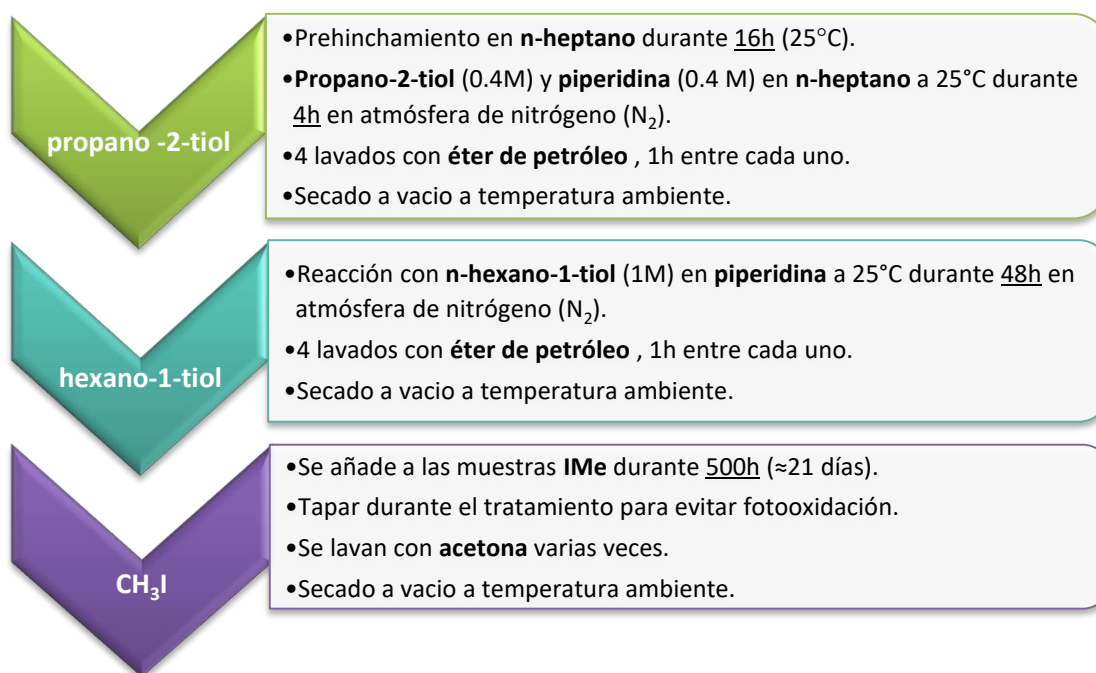 propano -2-tiol
•Prehinchamiento en n-heptano durante 16h (25°C).
•Propano-2-tiol (0.4M) y piperidina (0.4 M) en n-heptano a 25°C durante
4h en atmósfera de nitrógeno (N₂).
•4 lavados con éter de petróleo , 1h entre cada uno.
•Secado a vacio a temperatura ambiente.
hexano-1-tiol
•Reacción con n-hexano-1-tiol (1M) en piperidina a 25°C durante 48h en
atmósfera de nitrógeno (N₂).
•4 lavados con éter de petróleo , 1h entre cada uno.
•Secado a vacio a temperatura ambiente.
CH₃I
•Se añade a las muestras IMe durante 500h (≈21 días).
•Tapar durante el tratamiento para evitar fotooxidación.
•Se lavan con acetona varias veces.
•Secado a vacio a temperatura ambiente.